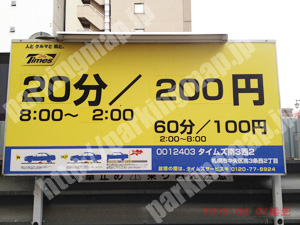 人と クルマと 街と。
Times
20分／200円
8:00～ 2:00
60分／100円
2:00～8:00
0012403 タイムズ南3西2
札幌市中央区南3条西2丁目
タイムズサービス ☎ 0120-77-8924